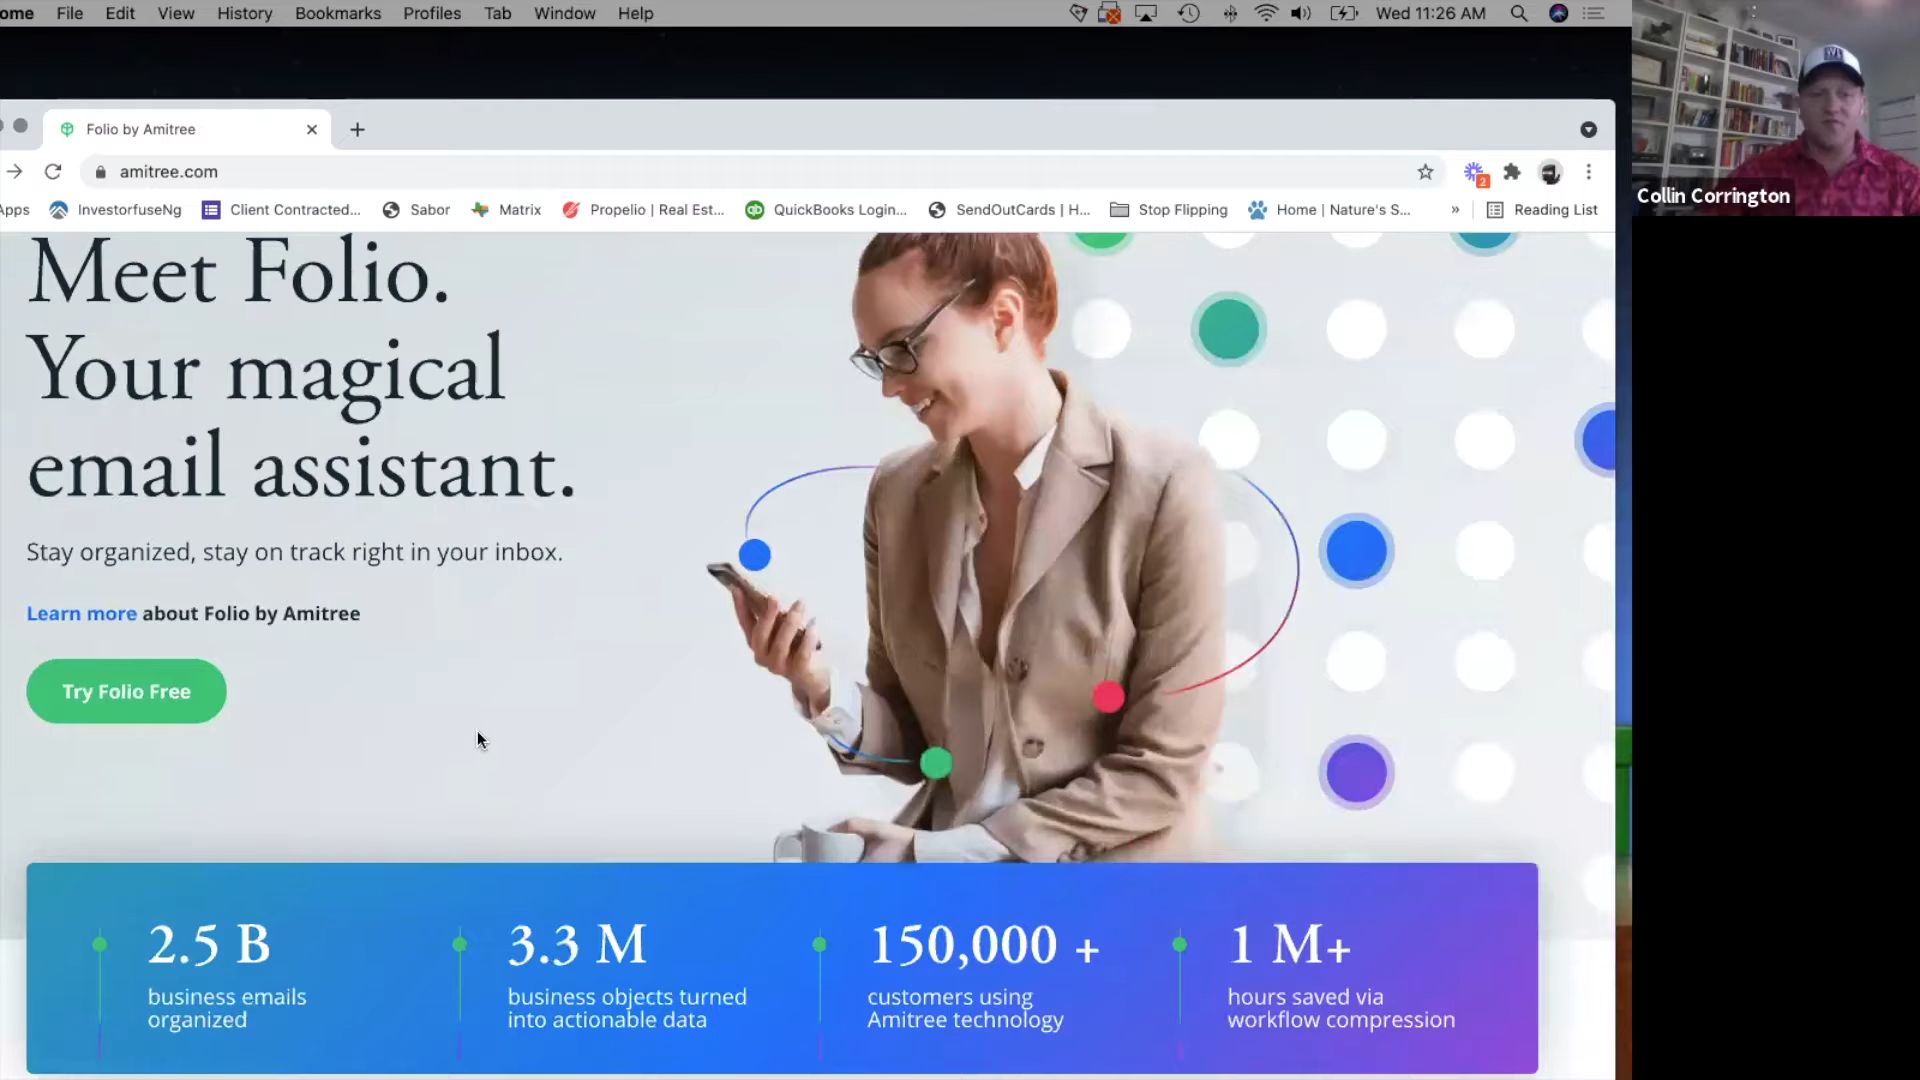 ome File Edit View History Bookmarks Profiles Tab Window Help Wed 11:26 AM
Folio by Amitree
amitree.com
2
Apps InvestorfuseNg Client Contracted... Sabor Matrix Propelio | Real Est... QuickBooks Login... SendOutCards | H... Stop Flipping Home | Nature's S... » Reading List
Collin Corrington
Meet Folio.
Your magical
email assistant.
Stay organized, stay on track right in your inbox.
Learn more about Folio by Amitree
Try Folio Free
2.5 B
business emails
organized
3.3 M
business objects turned
into actionable data
150,000 +
customers using
Amitree technology
1 M+
hours saved via
workflow compression